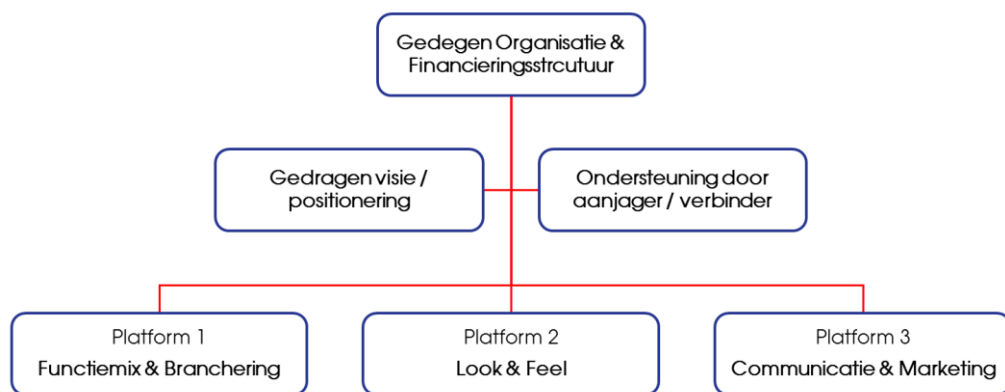 Gedegen Organisatie &
Financieringsstrcutuur
Gedragen visie /
positionering
Ondersteuning door
aanjager / verbinder
Platform 1
Functiemix & Branchering
Platform 2
Look & Feel
Platform 3
Communicatie & Marketing